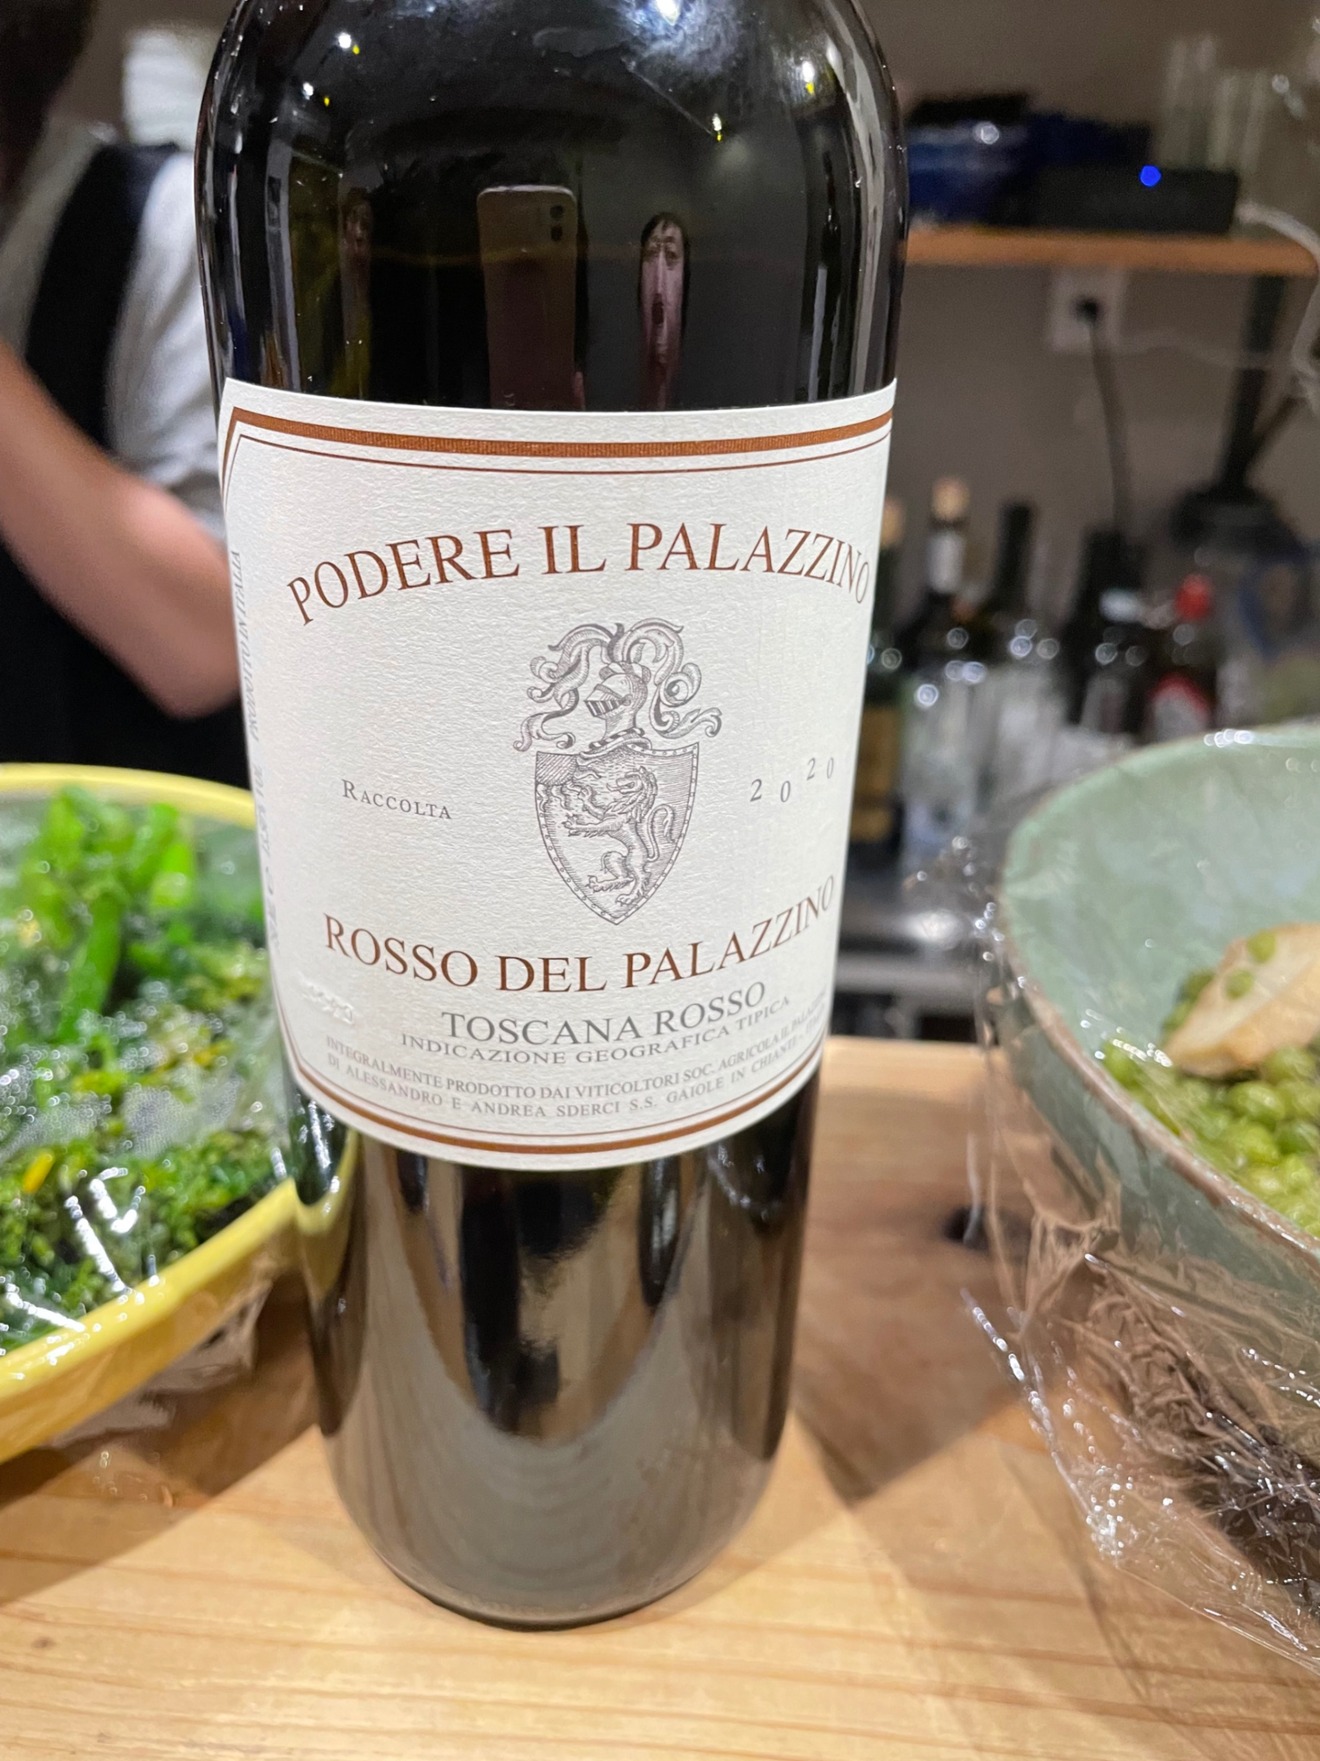 PODERE IL PALAZZINO
RACCOLTA
2020
ROSSO DEL PALAZZINO
TOSCANA ROSSO
INDICAZIONE GEOGRAFICA TIPICA
INTEGRALMENTE PRODOTTO DAI VITICOLTORI SOC. AGRICOLA IL
DI ALESSANDRO E ANDREA SDERCI S.S. GAIOLE IN CHIANTI